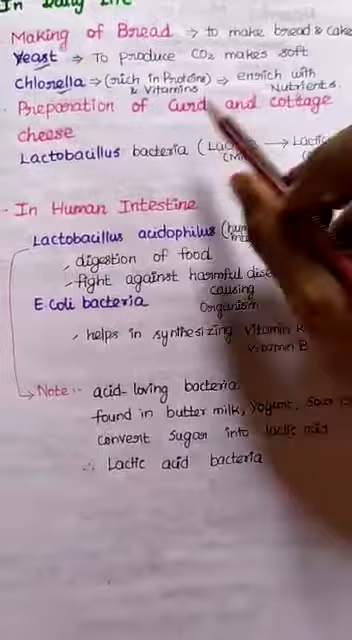 In Daily Life
Making of Bread → to make bread & cake
Yeast ⇒ To produce CO2 makes soft
Chlorella → (rich in Proteins & Vitamins) → enrich with Nutrients.
Preparation of Curd and cottage
cheese
Lactobacillus bacteria ( → Lactic
- In Human Intestine
Lactobacillus acidophilus (
- digestion of food
- fight against harmful
causing
organism
E.Coli bacteria
- helps in synthesizing Vitamin K
Vitamin B
→ Note :- acid-loving bacteria
found in butter milk, yogurt,
convert sugar into lactic
∴ Lactic acid bacteria